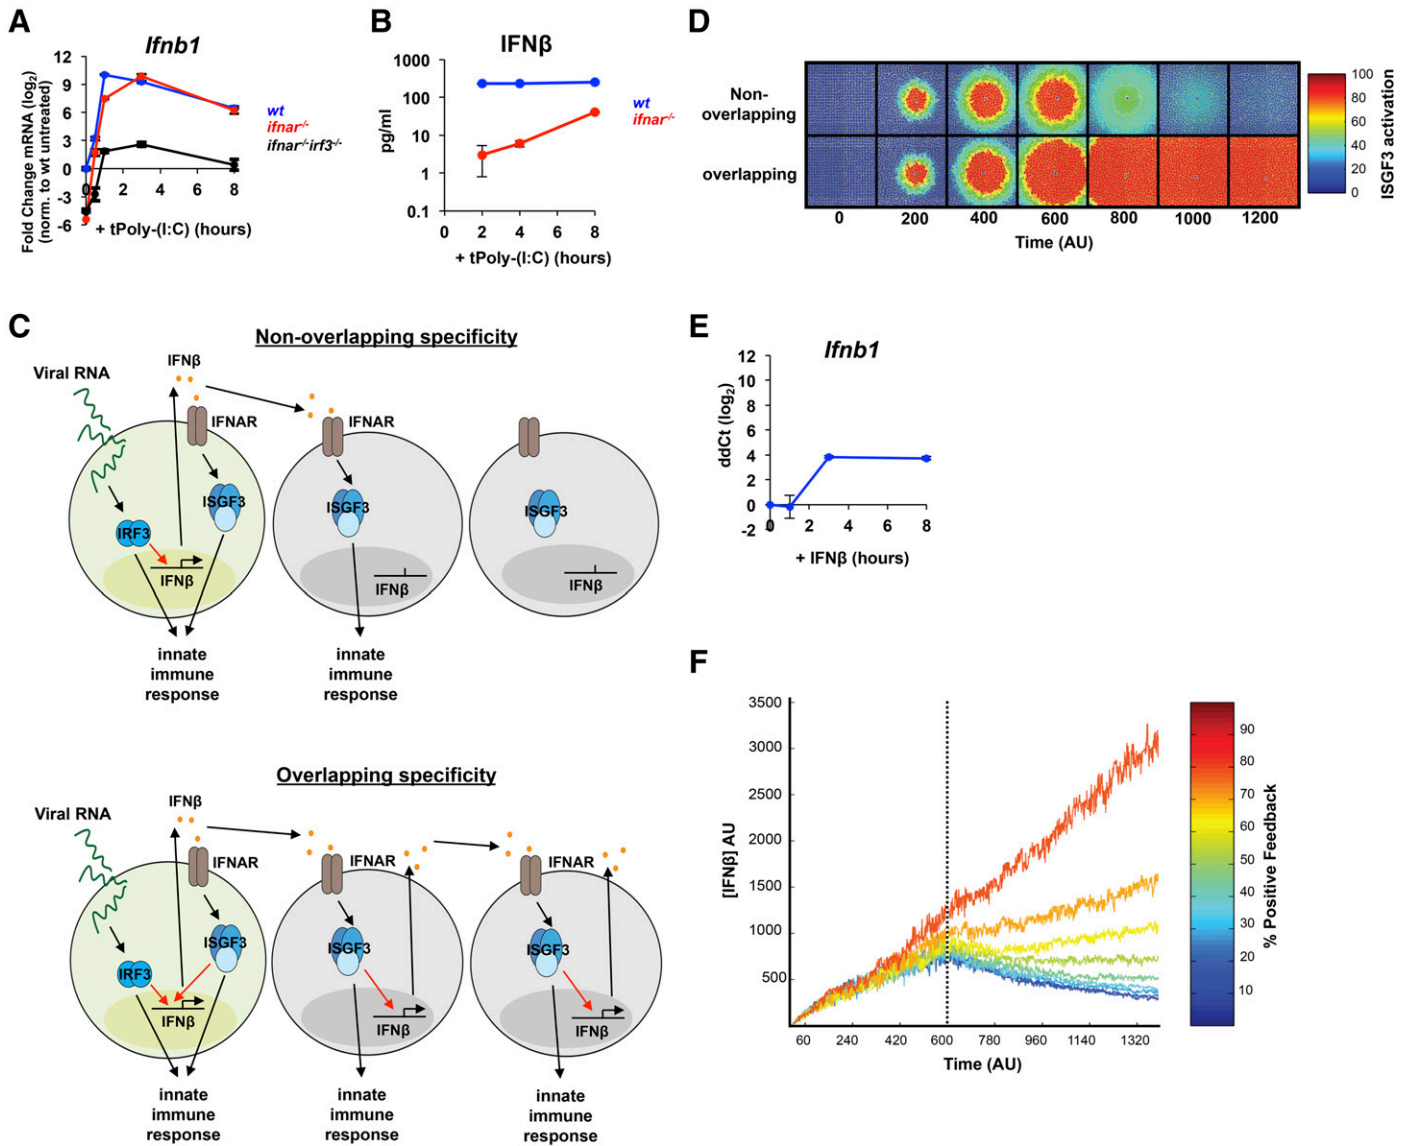 A
Ifnb1
Fold Change mRNA (log2)
(norm. to wt untreated)
12
9
6
3
0
-3
-6
0 2 4 6 8
+ tPoly-(I:C) (hours)
wt
ifnar-/-
ifnar-/-irf3-/-
B
IFNβ
pg/ml
1000
100
10
1
0.1
0 2 4 6 8
+ tPoly-(I:C) (hours)
wt
ifnar-/-
C
Non-overlapping specificity
Viral RNA
IFNβ
IFNAR
IFNAR
ISGF3
ISGF3
ISGF3
IRF3
IFNβ
IFNβ
IFNβ
innate
immune
response
innate
immune
response
Overlapping specificity
Viral RNA
IFNβ
IFNAR
IFNAR
IFNAR
ISGF3
ISGF3
ISGF3
IRF3
IFNβ
IFNβ
IFNβ
innate
immune
response
innate
immune
response
innate
immune
response
D
Non-
overlapping
overlapping
0 200 400 600 800 1000 1200
Time (AU)
100
80
60
40
20
0
ISGF3 activation
E
Ifnb1
ddCt (log2)
12
10
8
6
4
2
0
-2
0 2 4 6 8
+ IFNβ (hours)
F
[IFNβ] AU
3500
3000
2500
2000
1500
1000
500
60 240 420 600 780 960 1140 1320
Time (AU)
90
80
70
60
50
40
30
20
10
% Positive Feedback